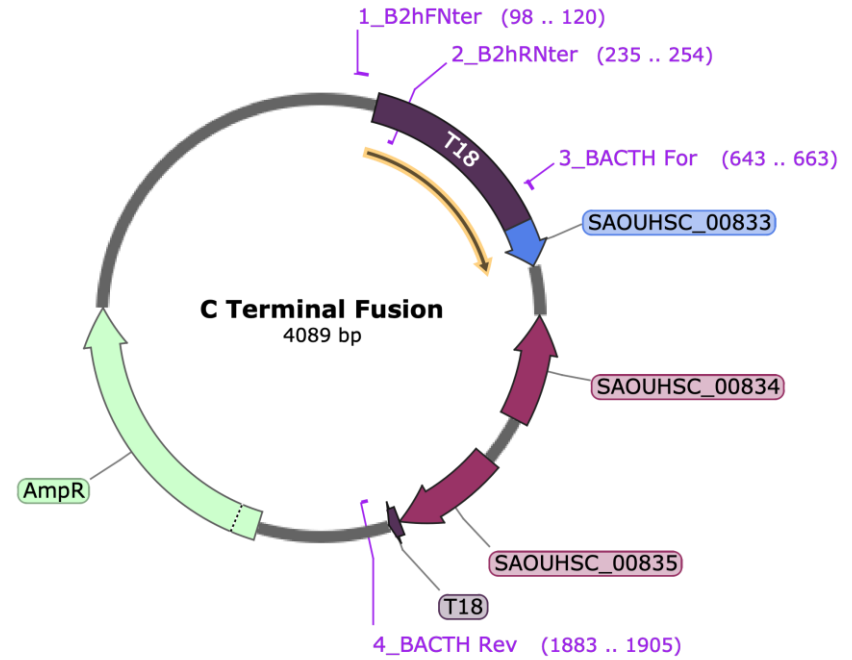 1_B2hFNter (98 .. 120)
2_B2hRNter (235 .. 254)
T18
3_BACTH For (643 .. 663)
SAOUHSC_00833
C Terminal Fusion
4089 bp
SAOUHSC_00834
AmpR
SAOUHSC_00835
T18
4_BACTH Rev (1883 .. 1905)